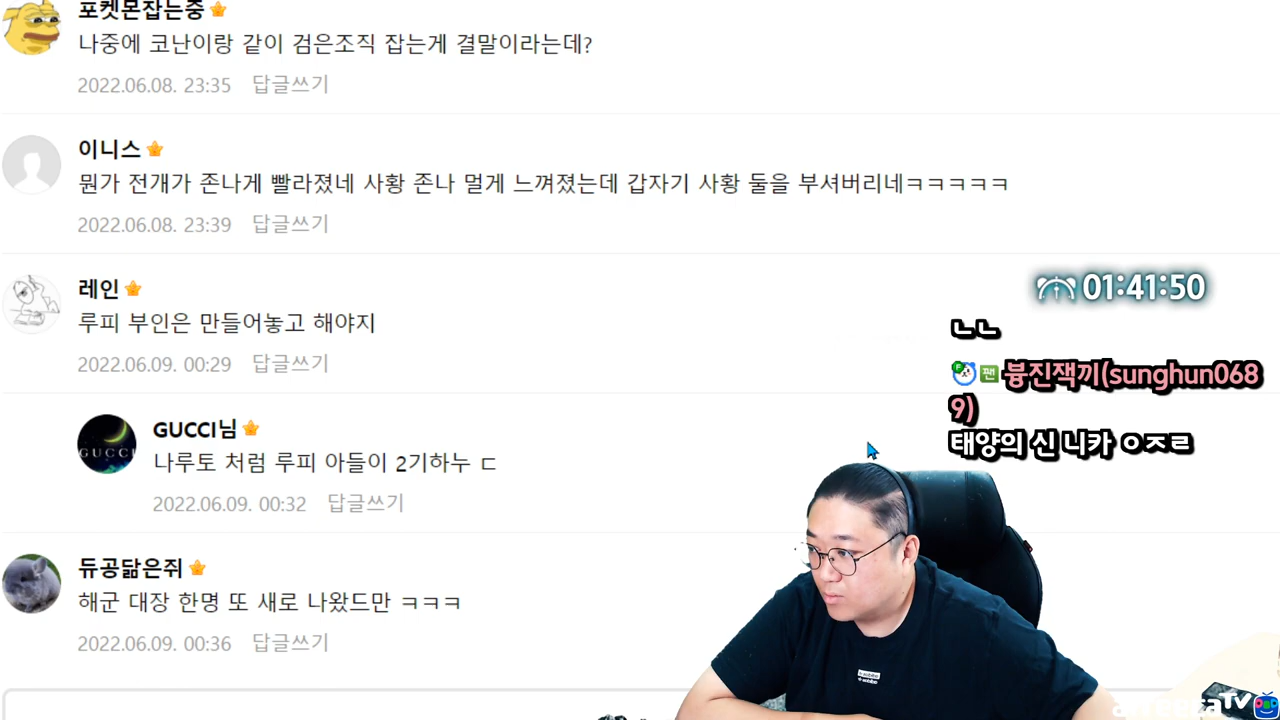 포켓몬잡는중
나중에 코난이랑 같이 검은조직 잡는게 결말이라는데?
2022.06.08. 23:35 답글쓰기
이니스
뭔가 전개가 존나게 빨라졌네 사황 존나 멀게 느껴졌는데 갑자기 사황 둘을 부셔버리네ㅋㅋㅋㅋㅋ
2022.06.08. 23:39 답글쓰기
레인
루피 부인은 만들어놓고 해야지
2022.06.09. 00:29 답글쓰기
GUCCI님
나루토 처럼 루피 아들이 2기하누 ㄷ
2022.06.09. 00:32 답글쓰기
듀공닮은쥐
해군 대장 한명 또 새로 나왔드만 ㅋㅋㅋ
2022.06.09. 00:36 답글쓰기
01:41:50
ㄴㄴ
F 팬 붕진잭끼(sunghun068
9)
태양의 신 니카 ㅇㅈㄹ
GUCCI
afreecaTV